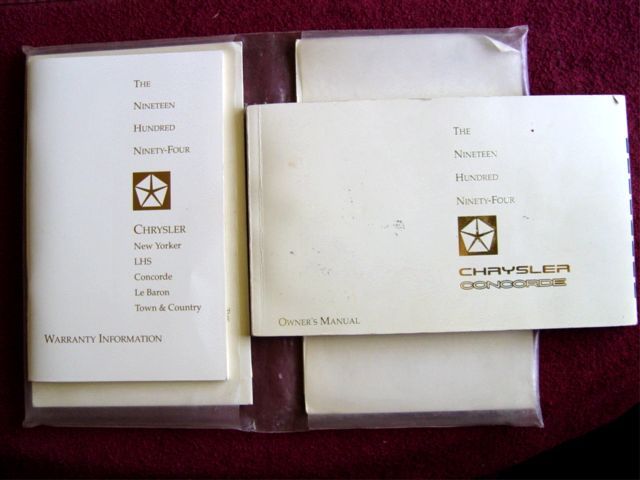 The
Nineteen
Hundred
Ninety-Four
Chrysler
New Yorker
LHS
Concorde
Le Baron
Town & Country
Warranty Information
The
Nineteen
Hundred
Ninety-Four
CHRYSLER
CONCORDE
Owner's Manual